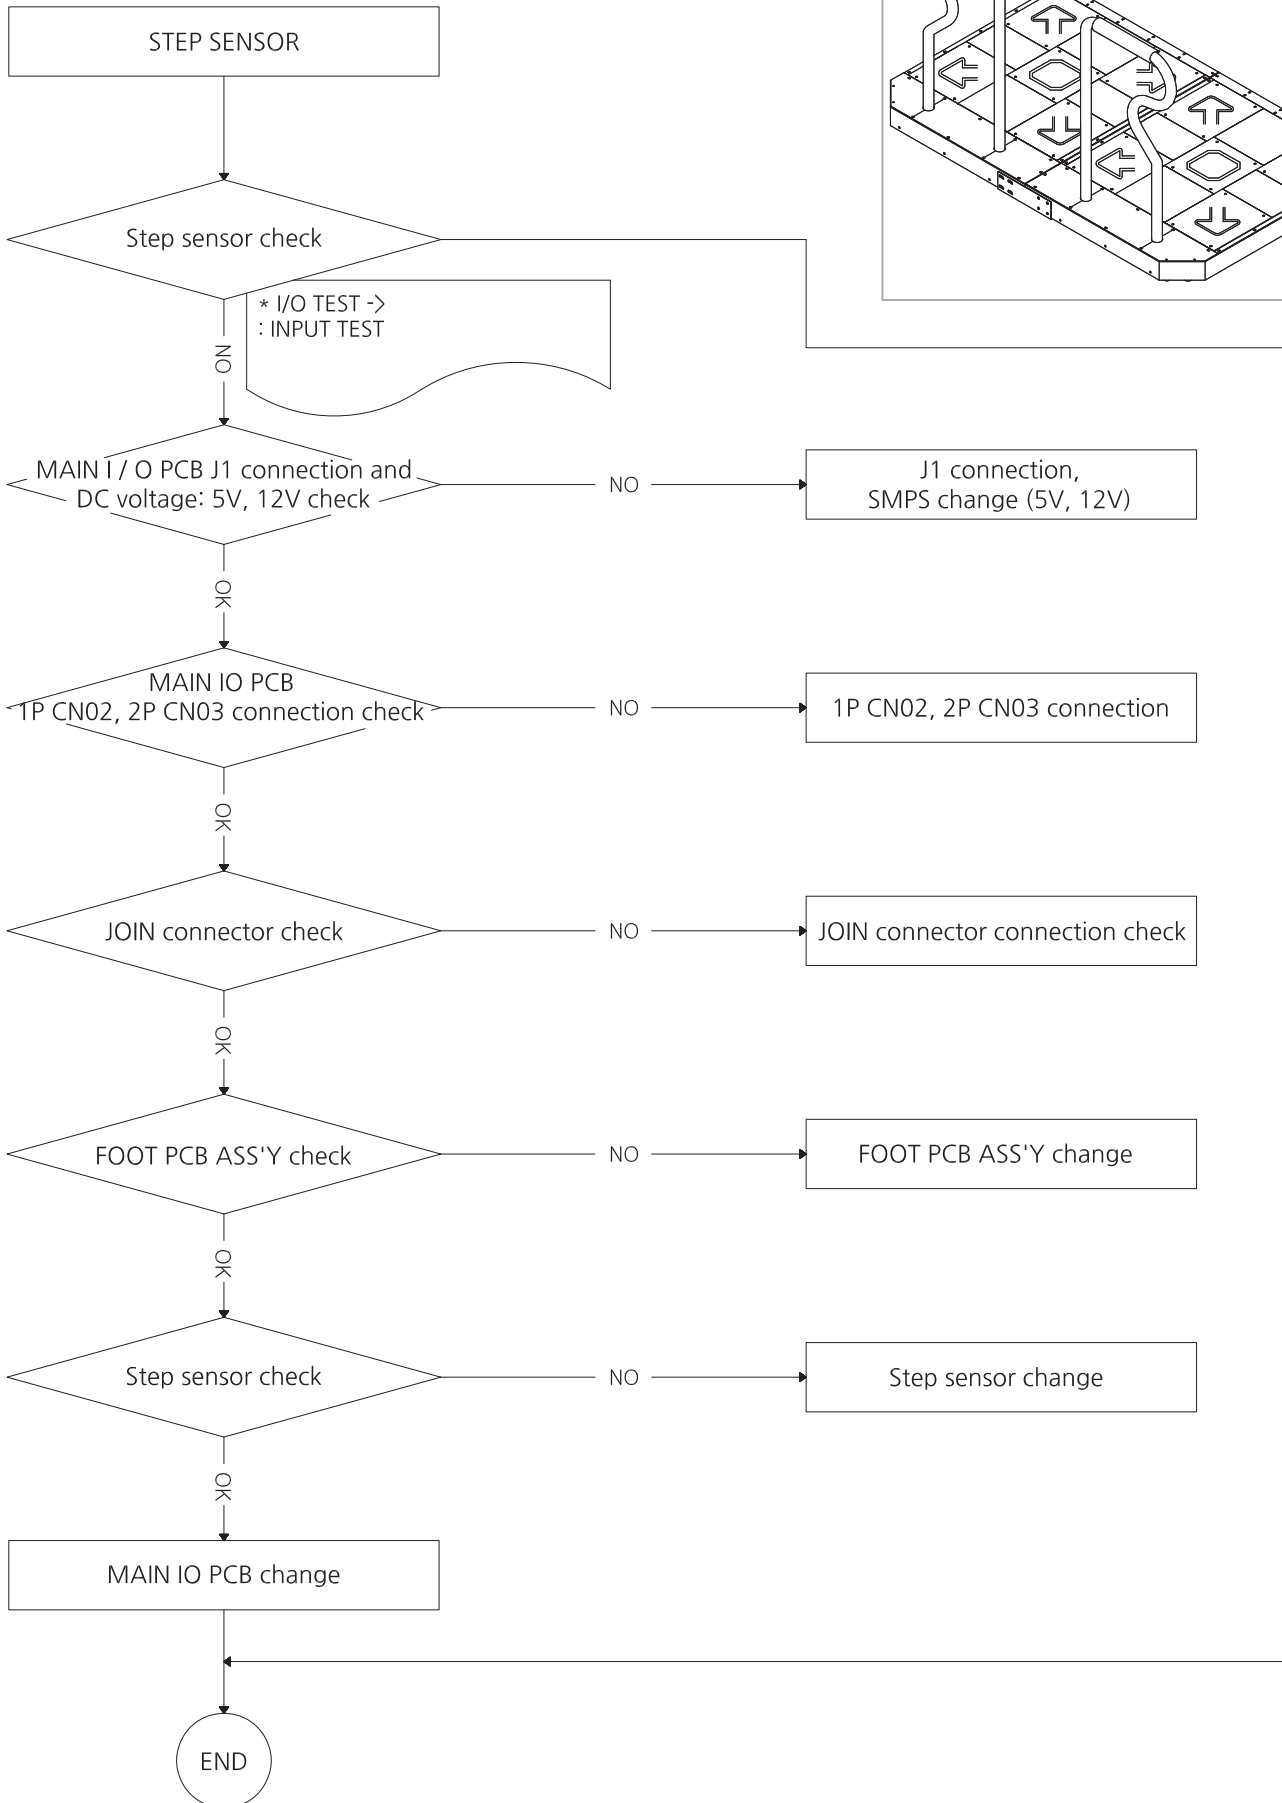 STEP SENSOR
Step sensor check
* I/O TEST ->
: INPUT TEST
NO
MAIN I / O PCB J1 connection and
DC voltage: 5V, 12V check
NO
J1 connection,
SMPS change (5V, 12V)
OK
MAIN IO PCB
1P CN02, 2P CN03 connection check
NO
1P CN02, 2P CN03 connection
OK
JOIN connector check
NO
JOIN connector connection check
OK
FOOT PCB ASS'Y check
NO
FOOT PCB ASS'Y change
OK
Step sensor check
NO
Step sensor change
OK
MAIN IO PCB change
END